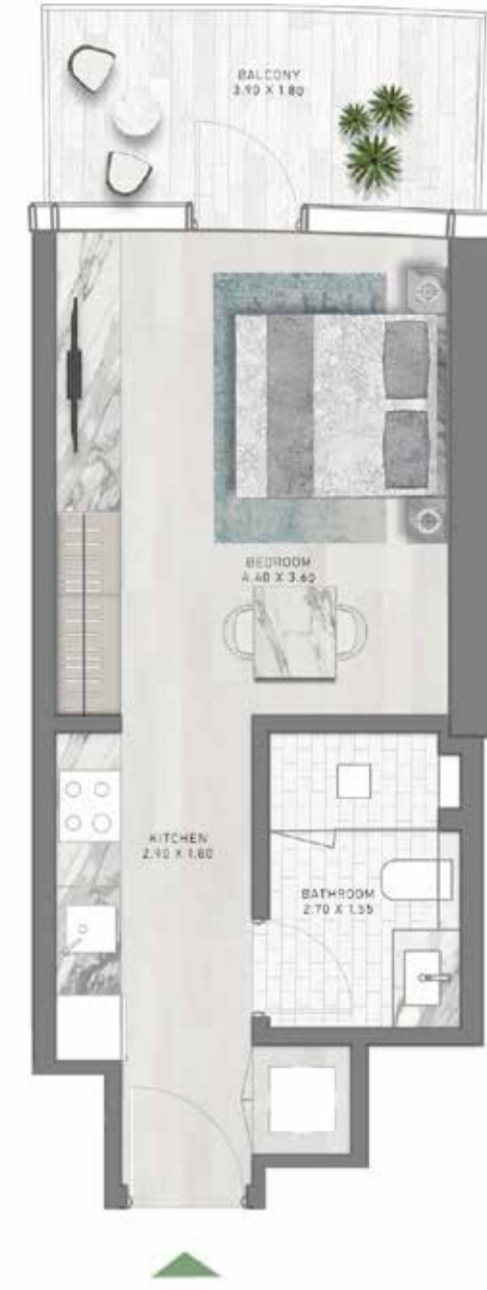 BALCONY
3.90 X 1.80
BEDROOM
4.40 X 3.60
KITCHEN
2.90 X 1.80
BATHROOM
2.70 X 1.55